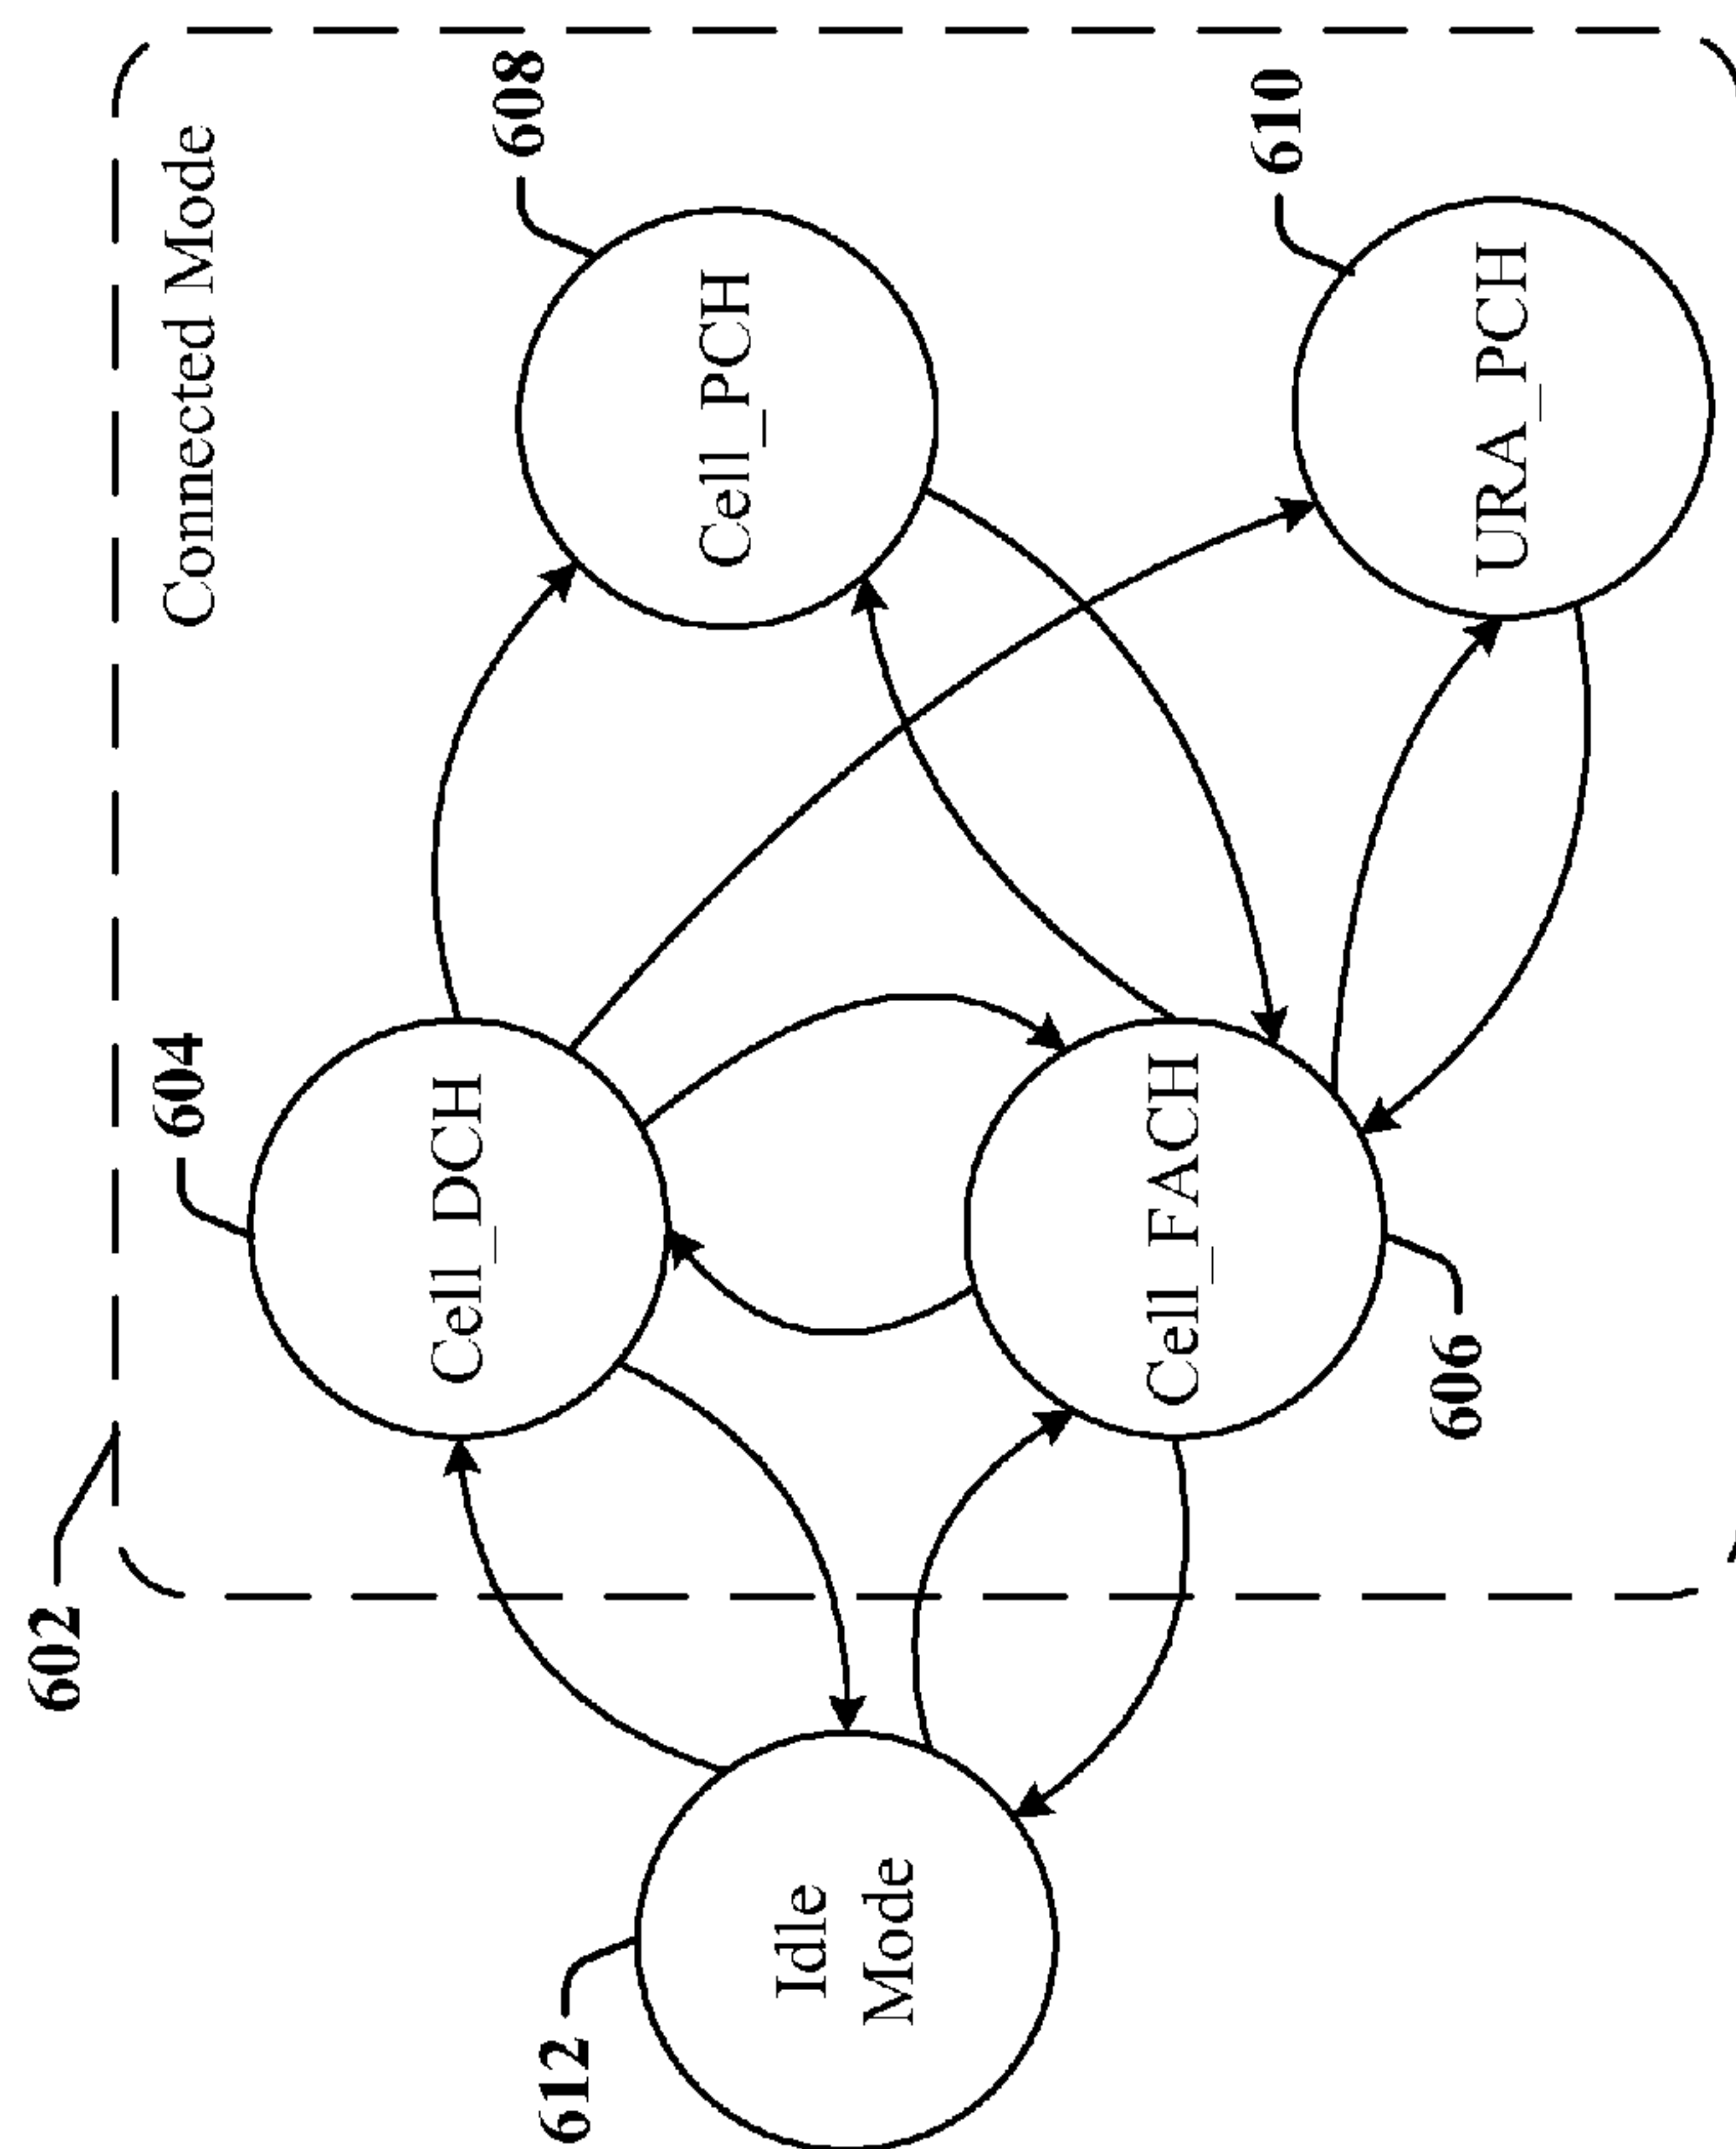 602
Connected Mode
604
Cell_DCH
608
Cell_PCH
612
Idle
Mode
Cell_FACH
606
610
URA_PCH